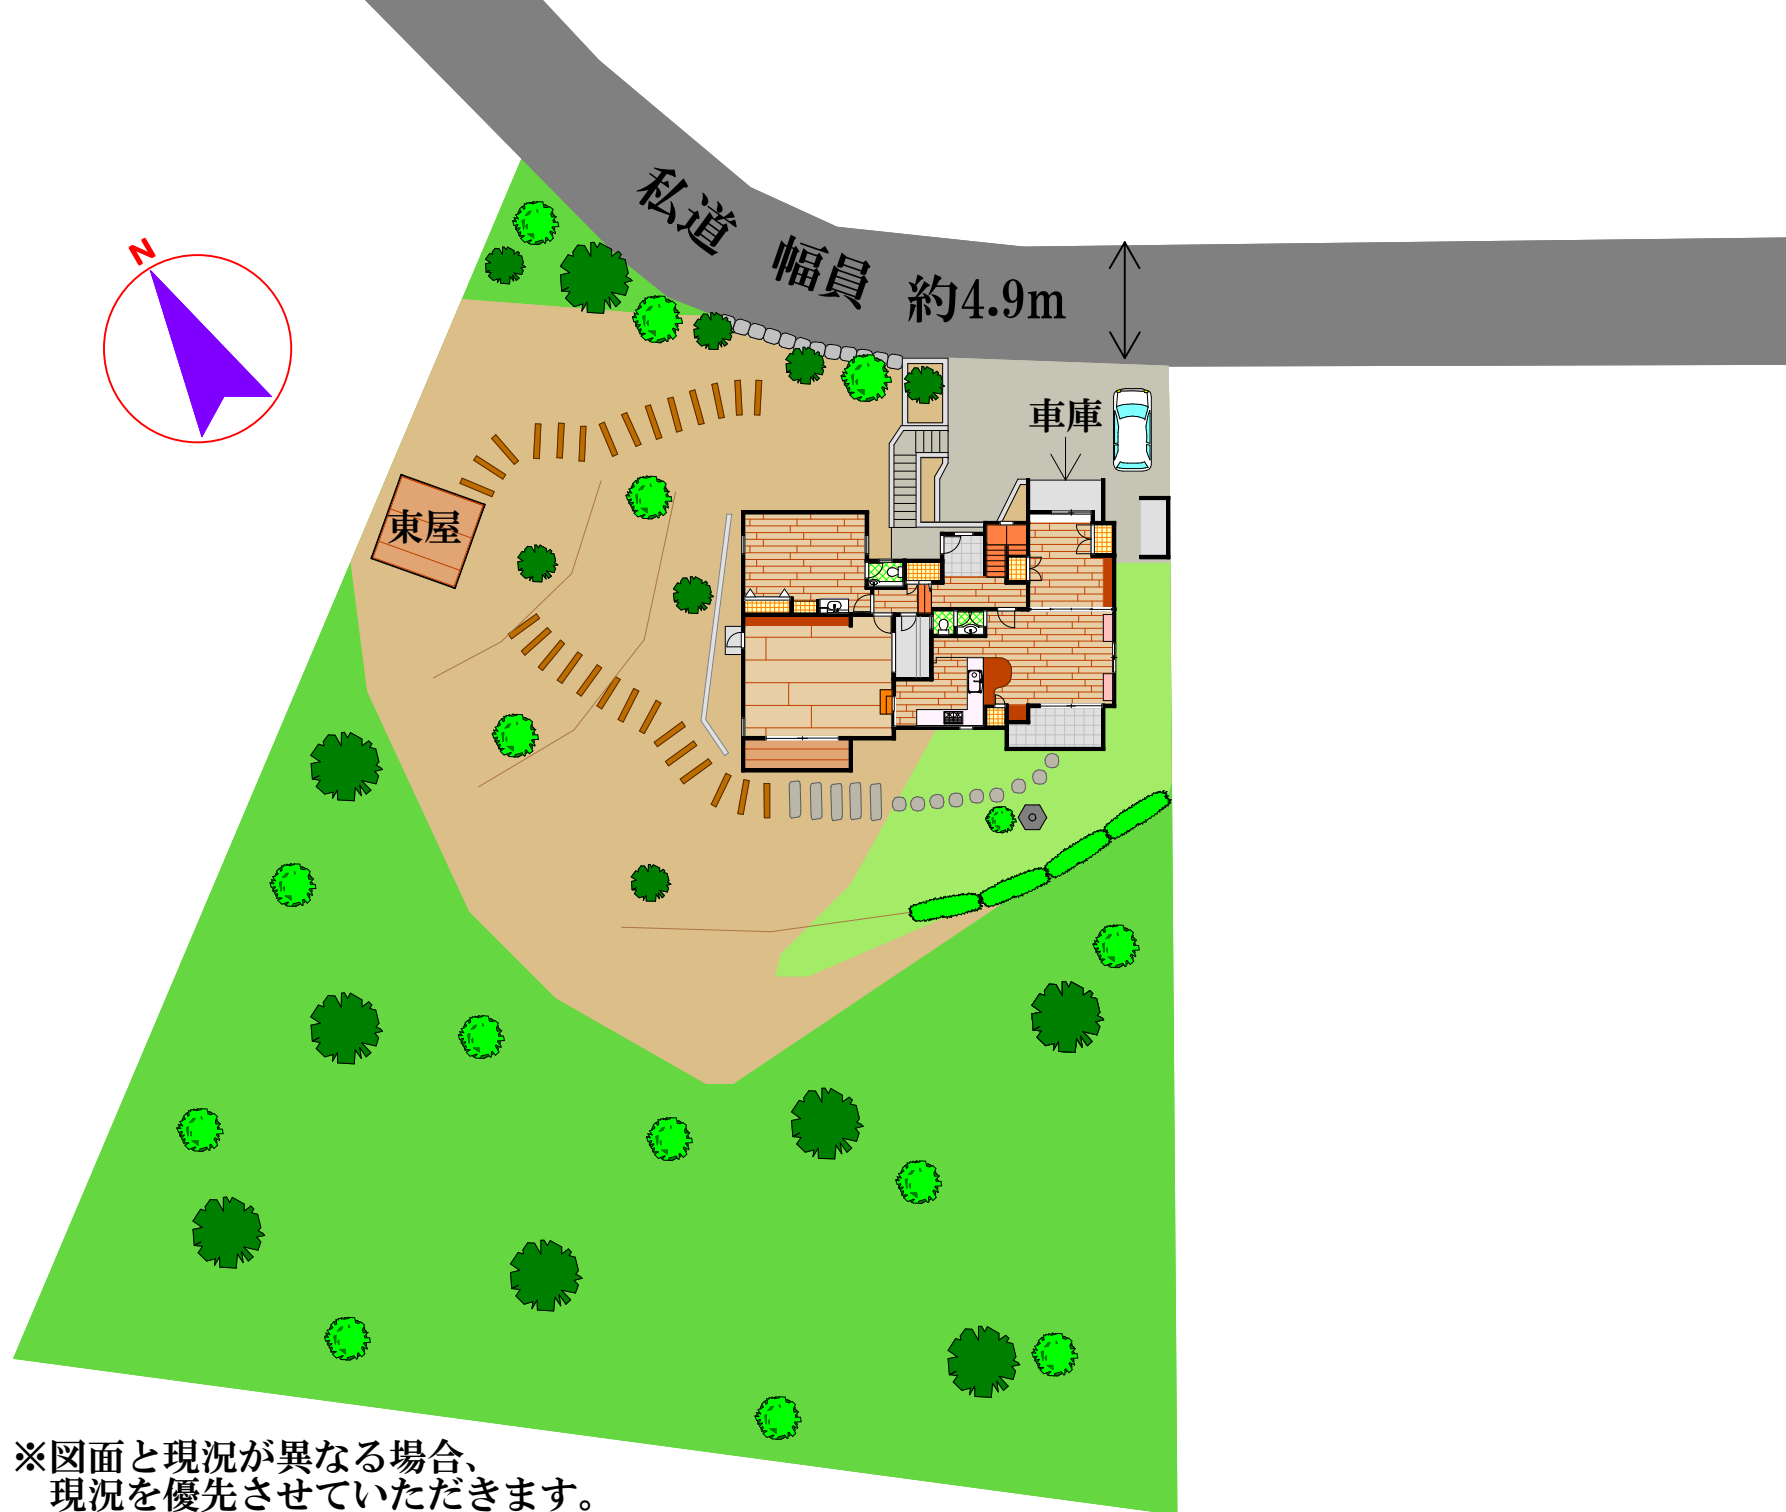 私道 幅員 約4.9m
N
車庫
東屋
※図面と現況が異なる場合、
現況を優先させていただきます。